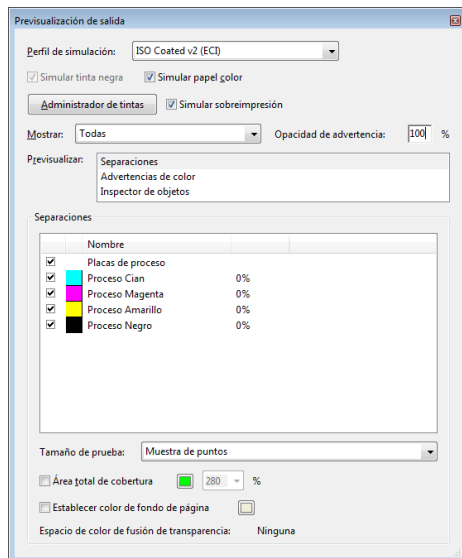 Previsualización de salida
Perfil de simulación: ISO Coated v2 (ECI)
Simular tinta negra Simular papel color
Administrador de tintas Simular sobreimpresión
Mostrar: Todas Opacidad de advertencia: 100 %
Previsualizar: Separaciones
Advertencias de color
Inspector de objetos
Separaciones
Nombre
Placas de proceso
Proceso Cian 0%
Proceso Magenta 0%
Proceso Amarillo 0%
Proceso Negro 0%
Tamaño de prueba: Muestra de puntos
Área total de cobertura 280 %
Establecer color de fondo de página
Espacio de color de fusión de transparencia: Ninguna